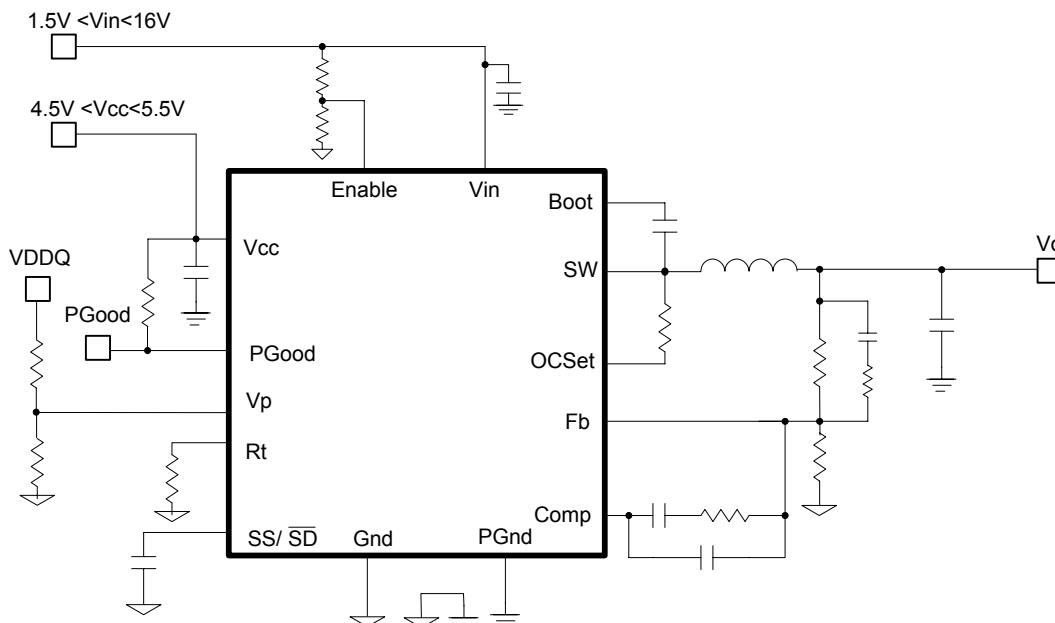 1.5V <Vin<16V
4.5V <Vcc<5.5V
Enable
Vin
Boot
Vcc
SW
VDDQ
PGood
PGood
OCSet
Vp
Fb
Rt
Comp
SS/ SD
Gnd
PGnd